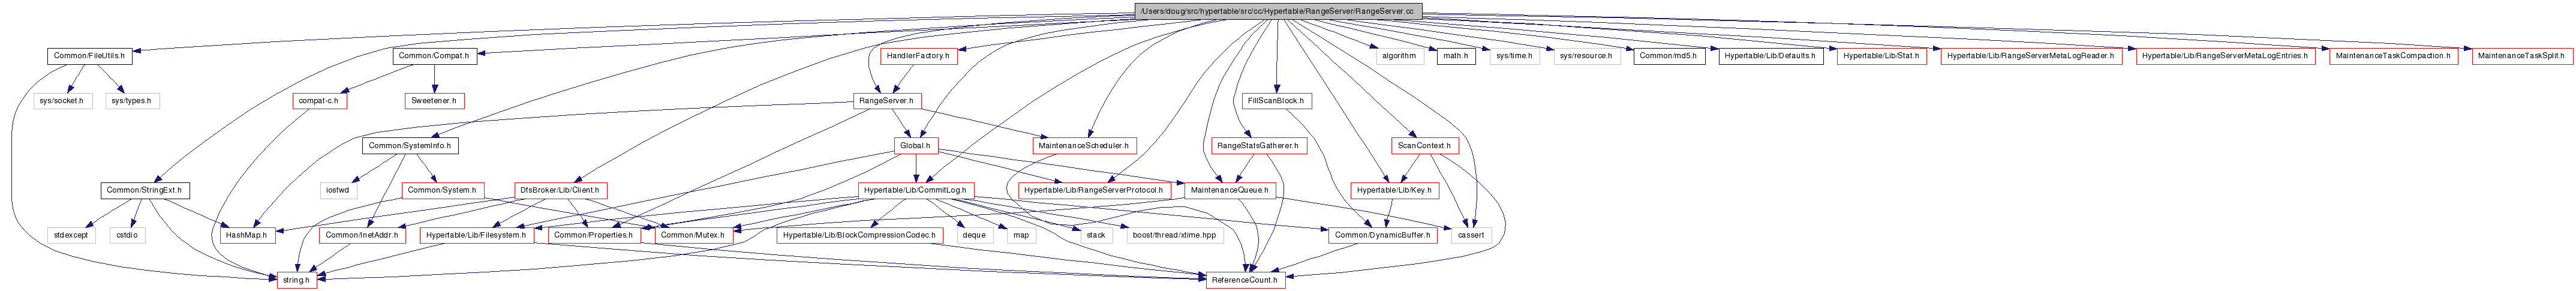 /Users/doug/src/hypertable/src/cc/Hypertable/RangeServer/RangeServer.cc
Common/FileUtils.h
Common/Compat.h
HandlerFactory.h
algorithm
math.h
sys/time.h
sys/resource.h
Common/md5.h
Hypertable/Lib/Defaults.h
Hypertable/Lib/Stat.h
Hypertable/Lib/RangeServerMetaLogReader.h
Hypertable/Lib/RangeServerMetaLogEntries.h
MaintenanceTaskCompaction.h
MaintenanceTaskSplit.h
sys/socket.h
sys/types.h
compat-c.h
Sweetener.h
RangeServer.h
FillScanBlock.h
Common/SystemInfo.h
Global.h
MaintenanceScheduler.h
RangeStatsGatherer.h
ScanContext.h
Common/StringExt.h
iosfwd
Common/System.h
DfsBroker/Lib/Client.h
Hypertable/Lib/CommitLog.h
Hypertable/Lib/RangeServerProtocol.h
MaintenanceQueue.h
Hypertable/Lib/Key.h
stdexcept
cstdio
HashMap.h
Common/InetAddr.h
Hypertable/Lib/Filesystem.h
Common/Properties.h
Common/Mutex.h
Hypertable/Lib/BlockCompressionCodec.h
deque
map
stack
boost/thread/xtime.hpp
Common/DynamicBuffer.h
cassert
string.h
ReferenceCount.h